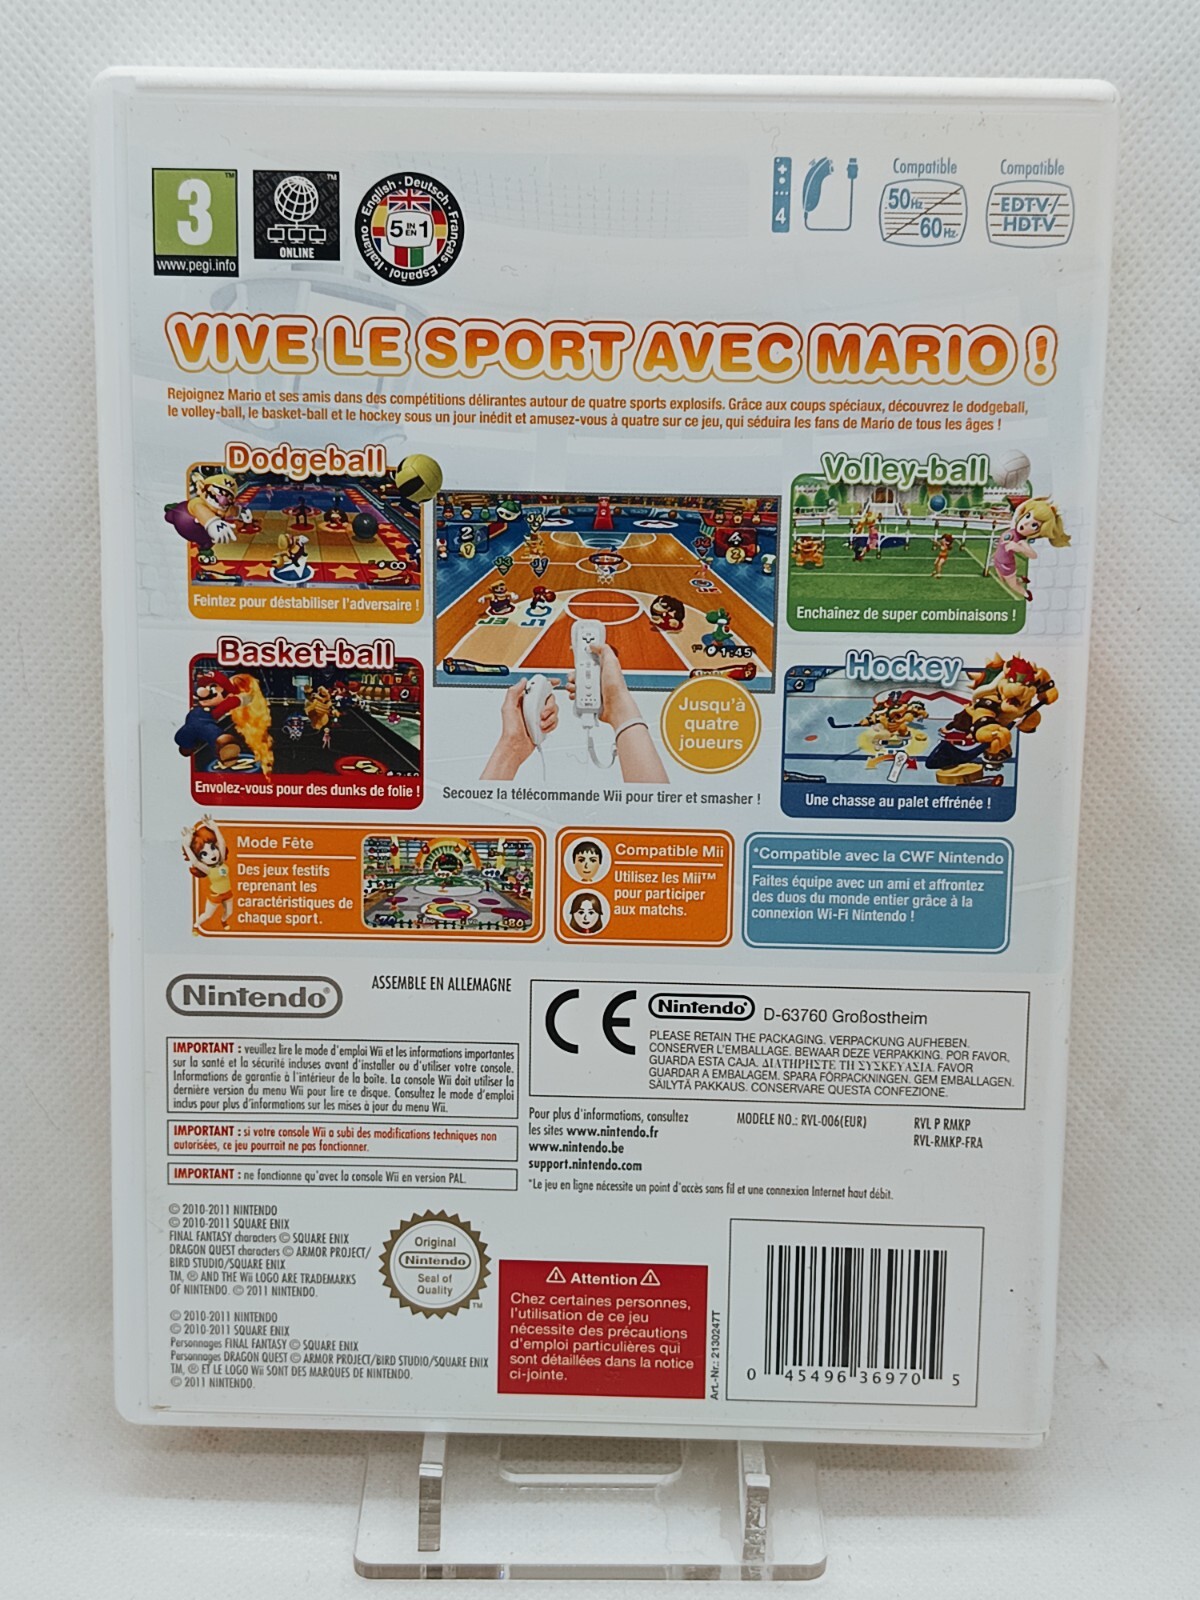 3
www.pegi.info
ONLINE
English · Deutsch · Français · Español · Italiano
5 IN EN 1
4
Compatible
50Hz
60Hz
Compatible
EDTV-/
HDTV
VIVE LE SPORT AVEC MARIO !
Rejoignez Mario et ses amis dans des compétitions délirantes autour de quatre sports explosifs. Grâce aux coups spéciaux, découvrez le dodgeball,
le volley-ball, le basket-ball et le hockey sous un jour inédit et amusez-vous à quatre sur ce jeu, qui séduira les fans de Mario de tous les âges !
Dodgeball
Feintez pour déstabiliser l'adversaire !
Volley-ball
Enchaînez de super combinaisons !
Basket-ball
Envolez-vous pour des dunks de folie !
Jusqu'à
quatre
joueurs
Secouez la télécommande Wii pour tirer et smasher !
Hockey
Une chasse au palet effrénée !
Mode Fête
Des jeux festifs
reprenant les
caractéristiques de
chaque sport.
Compatible Mii
Utilisez les Mii™
pour participer
aux matchs.
*Compatible avec la CWF Nintendo
Faites équipe avec un ami et affrontez
des duos du monde entier grâce à la
connexion Wi-Fi Nintendo !
Nintendo®
ASSEMBLE EN ALLEMAGNE
CE
Nintendo®
D-63760 Großostheim
PLEASE RETAIN THE PACKAGING. VERPACKUNG AUFHEBEN.
CONSERVER L'EMBALLAGE. BEWAAR DEZE VERPAKKING. POR FAVOR,
GUARDA ESTA CAJA. ΔΙΑΤΗΡΗΣΤΕ ΤΗ ΣΥΣΚΕΥΑΣΙΑ. FAVOR
GUARDAR A EMBALAGEM. SPARA FÖRPACKNINGEN. GEM EMBALLAGEN.
SÄILYTÄ PAKKAUS. CONSERVARE QUESTA CONFEZIONE.
IMPORTANT : veuillez lire le mode d'emploi Wii et les informations importantes
sur la santé et la sécurité incluses avant d'installer ou d'utiliser votre console.
Informations de garantie à l'intérieur de la boîte. La console Wii doit utiliser la
dernière version du menu Wii pour lire ce disque. Consultez le mode d'emploi
inclus pour plus d'informations sur les mises à jour du menu Wii.
IMPORTANT : si votre console Wii a subi des modifications techniques non
autorisées, ce jeu pourrait ne pas fonctionner.
IMPORTANT : ne fonctionne qu'avec la console Wii en version PAL.
Pour plus d'informations, consultez
les sites www.nintendo.fr
www.nintendo.be
support.nintendo.com
MODELE NO.: RVL-006(EUR)
RVL P RMKP
RVL-RMKP-FRA
*Le jeu en ligne nécessite un point d'accès sans fil et une connexion Internet haut débit.
© 2010-2011 NINTENDO
© 2010-2011 SQUARE ENIX
FINAL FANTASY characters © SQUARE ENIX
DRAGON QUEST characters © ARMOR PROJECT/
BIRD STUDIO/SQUARE ENIX
TM, ® AND THE Wii LOGO ARE TRADEMARKS
OF NINTENDO. © 2011 NINTENDO.
© 2010-2011 NINTENDO
© 2010-2011 SQUARE ENIX
Personnages FINAL FANTASY © SQUARE ENIX
Personnages DRAGON QUEST © ARMOR PROJECT/BIRD STUDIO/SQUARE ENIX
TM, ® ET LE LOGO Wii SONT DES MARQUES DE NINTENDO.
© 2011 NINTENDO.
Original
Nintendo
Seal of
Quality
TM
Attention
Chez certaines personnes,
l'utilisation de ce jeu
nécessite des précautions
d'emploi particulières qui
sont détaillées dans la notice
ci-jointe.
Art.-Nr.: 2130247T
0 45496 36970 5